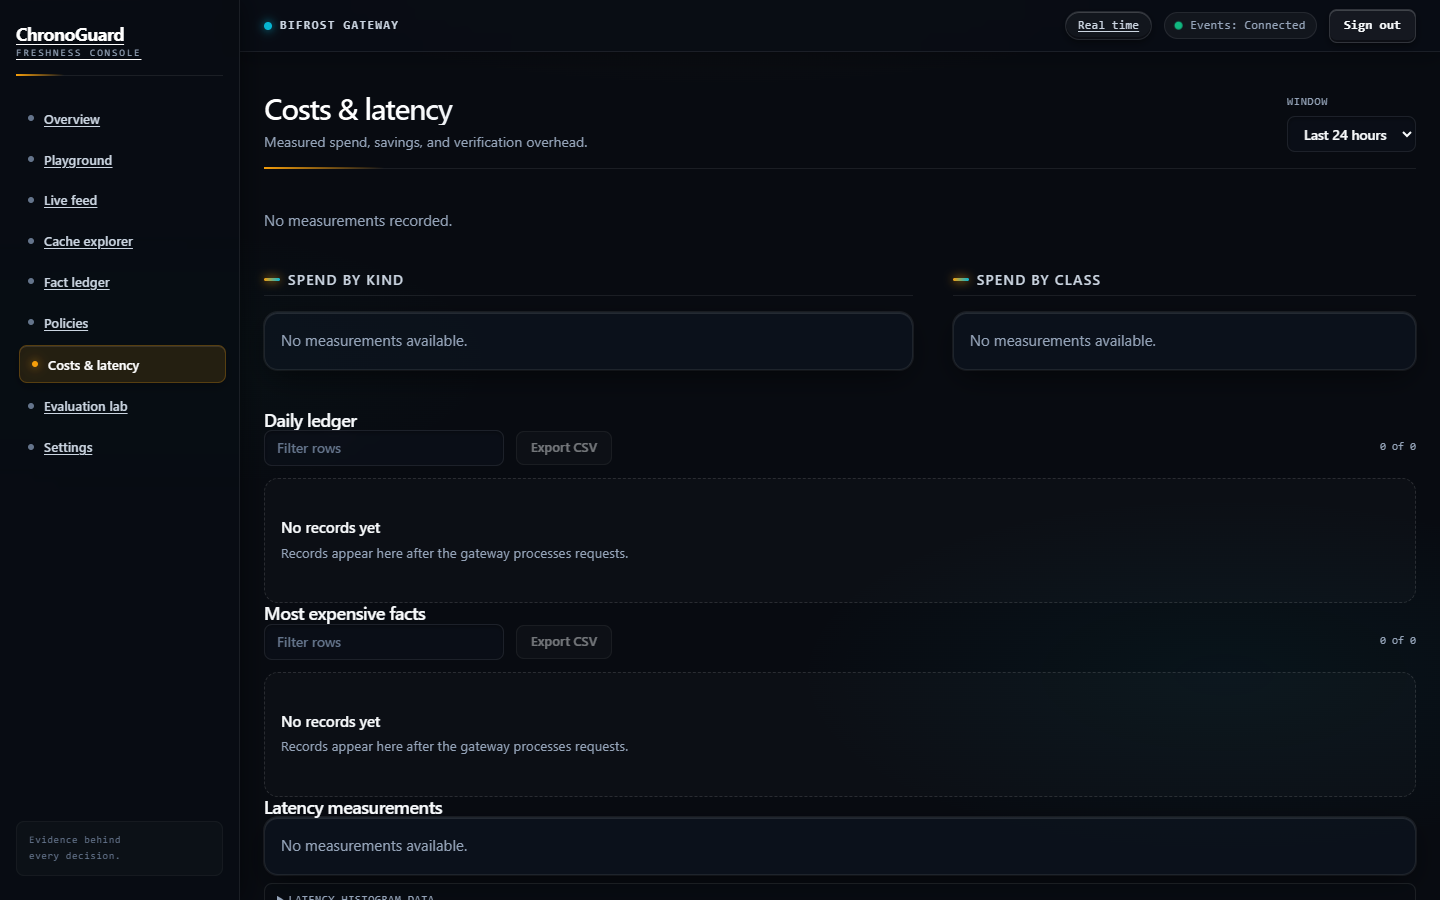 ChronoGuard
FRESHNESS CONSOLE
Overview
Playground
Live feed
Cache explorer
Fact ledger
Policies
Costs & latency
Evaluation lab
Settings
Evidence behind
every decision.
BIFROST GATEWAY
Real time
Events: Connected
Sign out
Costs & latency
Measured spend, savings, and verification overhead.
WINDOW
Last 24 hours
No measurements recorded.
SPEND BY KIND
No measurements available.
SPEND BY CLASS
No measurements available.
Daily ledger
Filter rows
Export CSV
0 of 0
No records yet
Records appear here after the gateway processes requests.
Most expensive facts
Filter rows
Export CSV
0 of 0
No records yet
Records appear here after the gateway processes requests.
Latency measurements
No measurements available.
LATENCY HISTOGRAM DATA